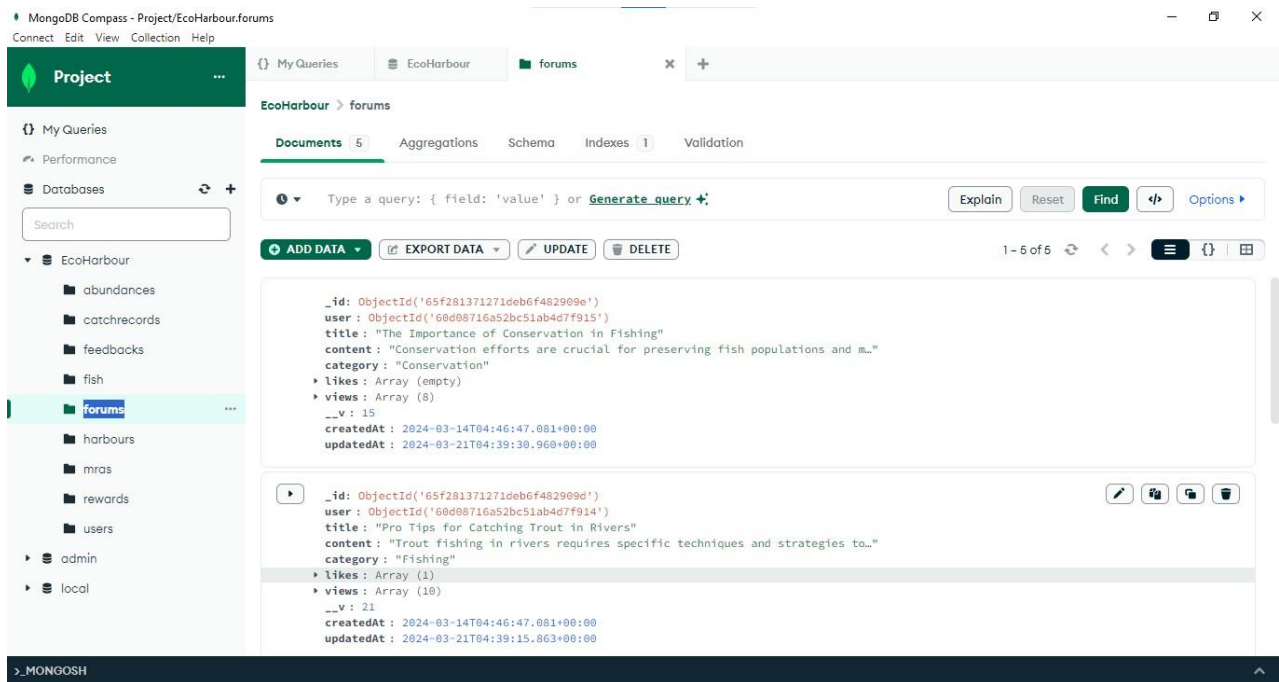 MongoDB Compass - Project/EcoHarbour.forums
Connect Edit View Collection Help
Project
My Queries
Performance
Databases
Search
EcoHarbour
abundances
catchrecords
feedbacks
fish
forums
harbours
mras
rewards
users
admin
local
{} My Queries
EcoHarbour
forums
EcoHarbour > forums
Documents 5 Aggregations Schema Indexes 1 Validation
Type a query: { field: 'value' } or Generate query
Explain Reset Find </> Options
ADD DATA EXPORT DATA UPDATE DELETE
1 – 5 of 5
{}
_id: ObjectId('65f281371271deb6f482909e')
user : ObjectId('60d08716a52bc51ab4d7f915')
title : "The Importance of Conservation in Fishing"
content : "Conservation efforts are crucial for preserving fish populations and m…"
category : "Conservation"
likes : Array (empty)
views : Array (8)
__v : 15
createdAt : 2024-03-14T04:46:47.081+00:00
updatedAt : 2024-03-21T04:39:30.960+00:00
_id: ObjectId('65f281371271deb6f482909d')
user : ObjectId('60d08716a52bc51ab4d7f914')
title : "Pro Tips for Catching Trout in Rivers"
content : "Trout fishing in rivers requires specific techniques and strategies to…"
category : "Fishing"
likes : Array (1)
views : Array (10)
__v : 21
createdAt : 2024-03-14T04:46:47.081+00:00
updatedAt : 2024-03-21T04:39:15.863+00:00
>_MONGOSH